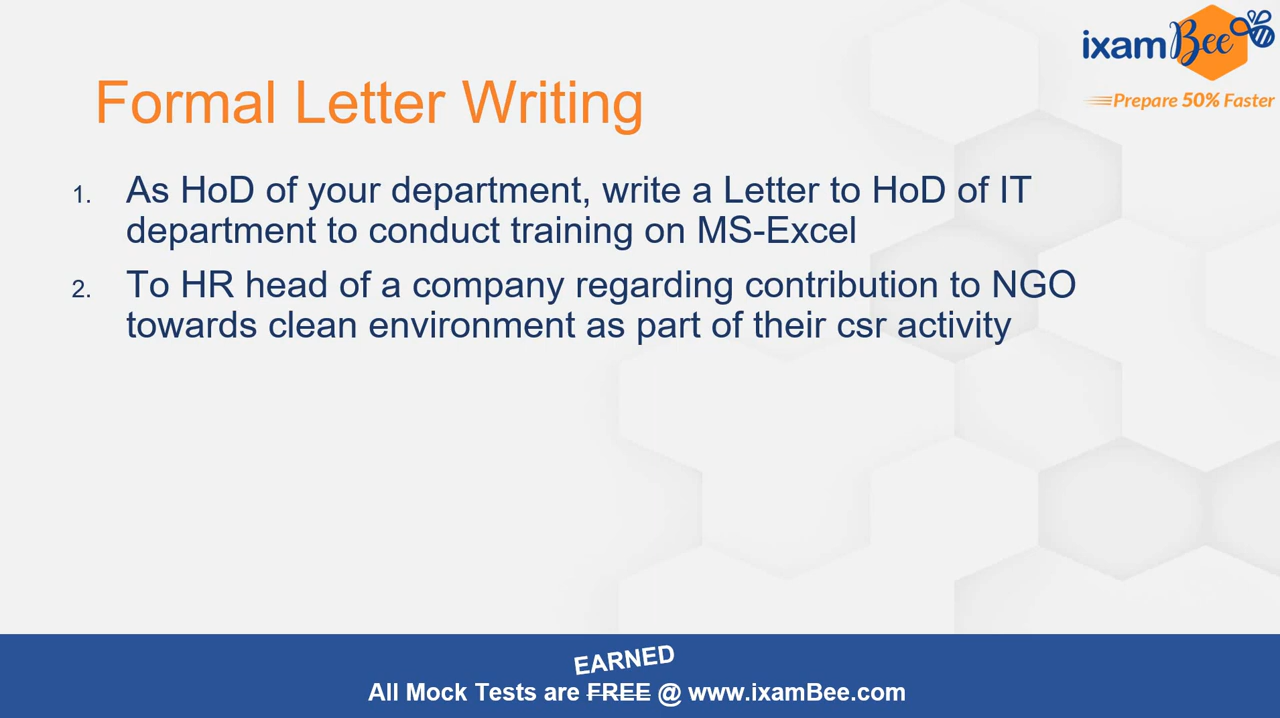 ixamBee
Prepare 50% Faster
Formal Letter Writing
1. As HoD of your department, write a Letter to HoD of IT
department to conduct training on MS-Excel
2. To HR head of a company regarding contribution to NGO
towards clean environment as part of their csr activity
EARNED
All Mock Tests are FREE @ www.ixamBee.com